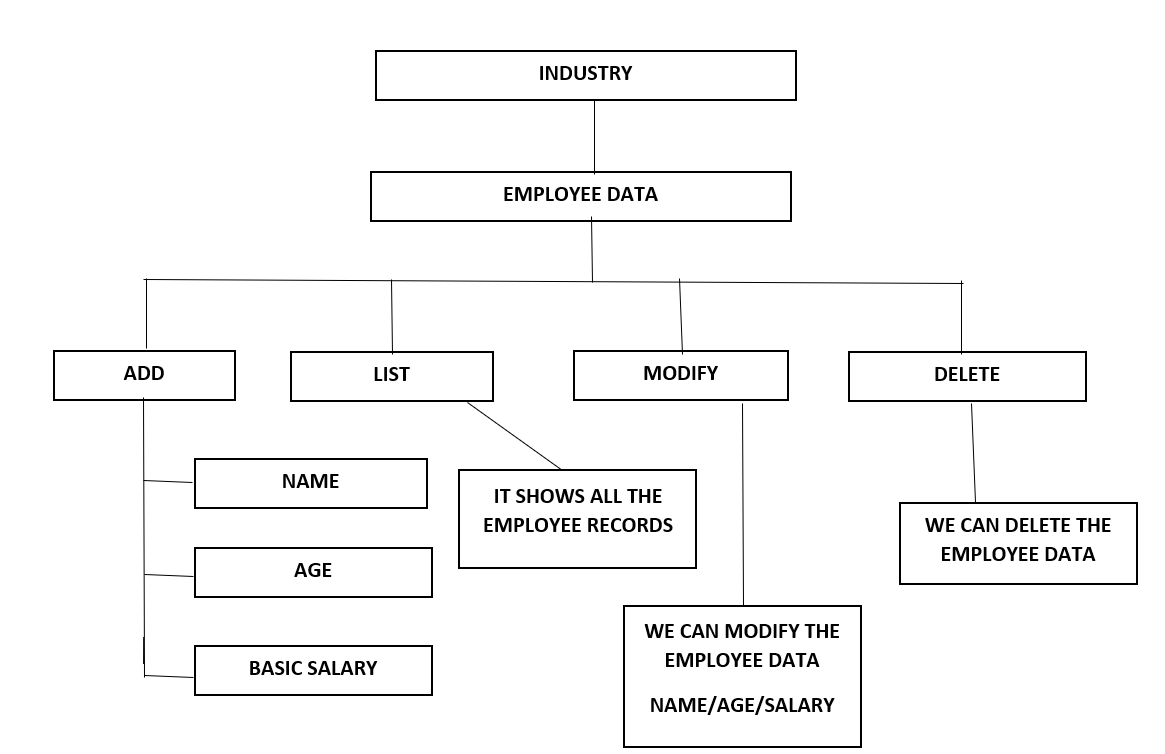 INDUSTRY
EMPLOYEE DATA
ADD
LIST
MODIFY
DELETE
NAME
AGE
BASIC SALARY
IT SHOWS ALL THE
EMPLOYEE RECORDS
WE CAN MODIFY THE
EMPLOYEE DATA
NAME/AGE/SALARY
WE CAN DELETE THE
EMPLOYEE DATA